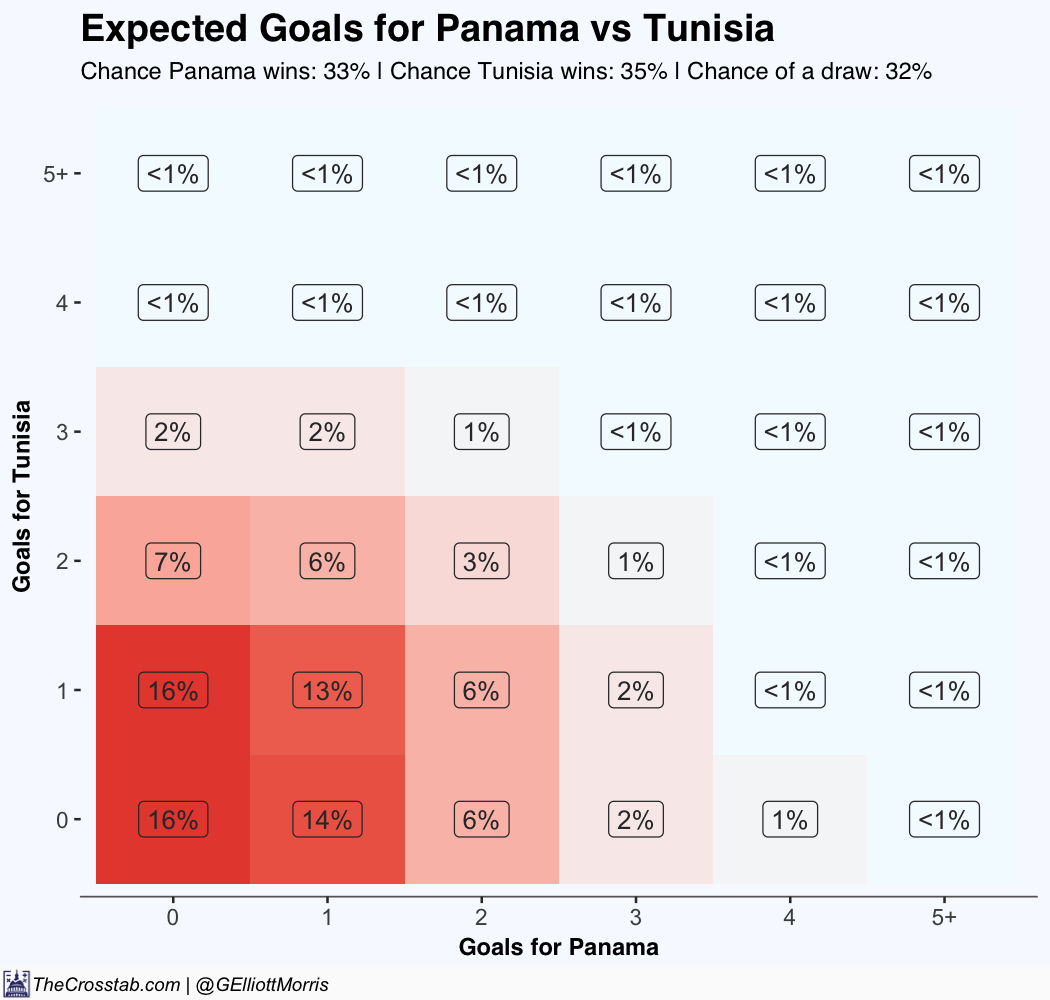 Expected Goals for Panama vs Tunisia
Chance Panama wins: 33% | Chance Tunisia wins: 35% | Chance of a draw: 32%
Goals for Tunisia
5+ <1% <1% <1% <1% <1% <1%
4 <1% <1% <1% <1% <1% <1%
3 2% 2% 1% <1% <1% <1%
2 7% 6% 3% 1% <1% <1%
1 16% 13% 6% 2% <1% <1%
0 16% 14% 6% 2% 1% <1%
0 1 2 3 4 5+
Goals for Panama
TheCrosstab.com | @GElliottMorris